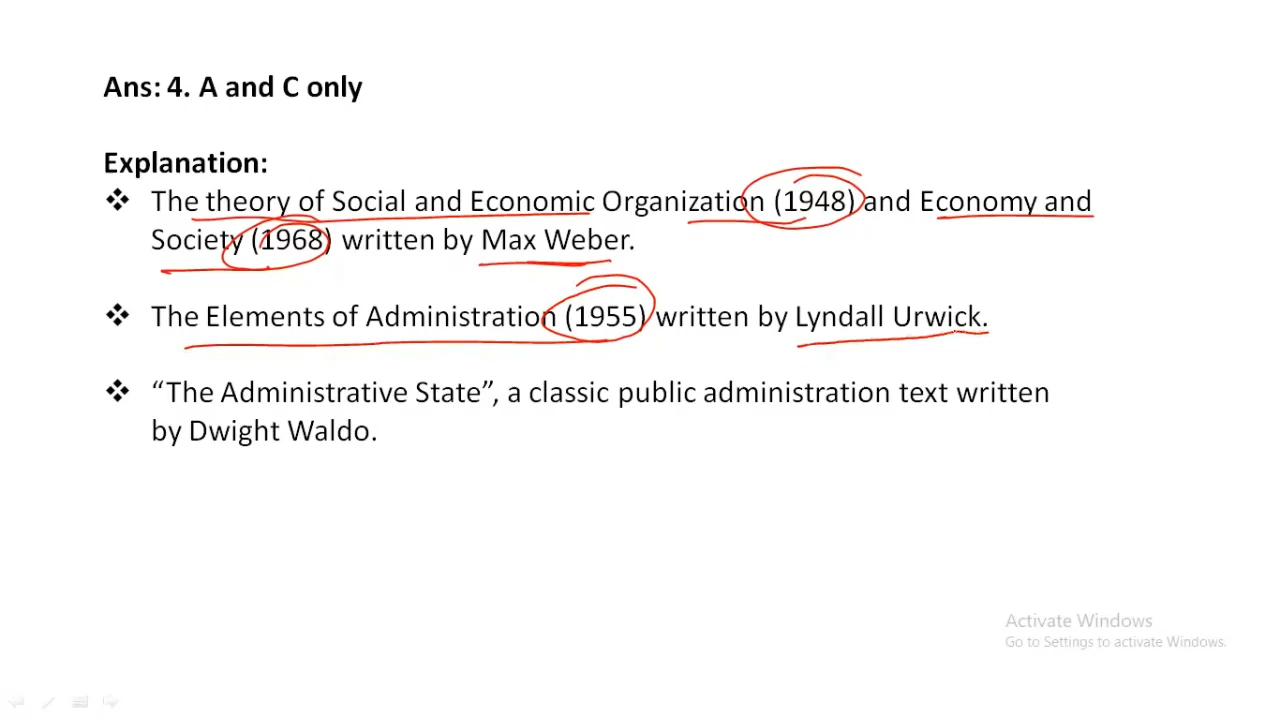 Ans: 4. A and C only
Explanation:
❖ The theory of Social and Economic Organization (1948) and Economy and
Society (1968) written by Max Weber.
❖ The Elements of Administration (1955) written by Lyndall Urwick.
❖ “The Administrative State”, a classic public administration text written
by Dwight Waldo.
Activate Windows
Go to Settings to activate Windows.